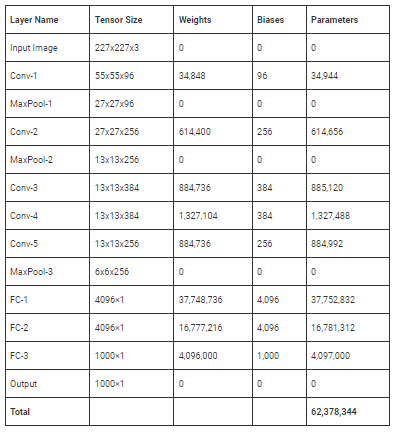 Layer Name Tensor Size Weights Biases Parameters
Input Image 227x227x3 0 0 0
Conv-1 55x55x96 34,848 96 34,944
MaxPool-1 27x27x96 0 0 0
Conv-2 27x27x256 614,400 256 614,656
MaxPool-2 13x13x256 0 0 0
Conv-3 13x13x384 884,736 384 885,120
Conv-4 13x13x384 1,327,104 384 1,327,488
Conv-5 13x13x256 884,736 256 884,992
MaxPool-3 6x6x256 0 0 0
FC-1 4096×1 37,748,736 4,096 37,752,832
FC-2 4096×1 16,777,216 4,096 16,781,312
FC-3 1000×1 4,096,000 1,000 4,097,000
Output 1000×1 0 0 0
Total 62,378,344